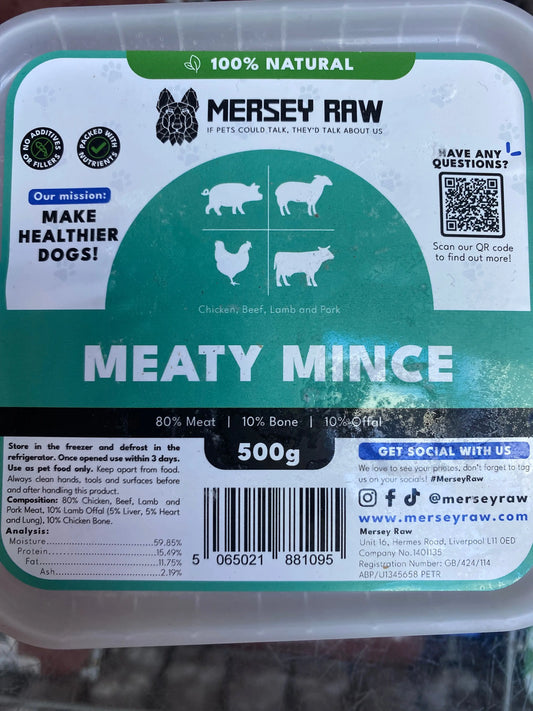 100% NATURAL
MERSEY RAW
IF PETS COULD TALK, THEY'D TALK ABOUT US
NO ADDITIVES OR FILLERS
PACKED WITH NUTRIENTS
Our mission:
MAKE
HEALTHIER
DOGS!
HAVE ANY
QUESTIONS?
Scan our QR code
to find out more!
Chicken, Beef, Lamb and Pork
MEATY MINCE
80% Meat | 10% Bone | 10% Offal
500g
Store in the freezer and defrost in the
refrigerator. Once opened use within 3 days.
Use as pet food only. Keep apart from food.
Always clean hands, tools and surfaces before
and after handling this product.
Composition: 80% Chicken, Beef, Lamb and
Pork Meat, 10% Lamb Offal (5% Liver, 5% Heart
and Lung), 10% Chicken Bone.
Analysis:
Moisture 59.85%
Protein 15.49%
Fat 11.75%
Ash 2.19%
5 065021 881095
GET SOCIAL WITH US
We love to see your photos, don't forget to tag
us on your socials! #MerseyRaw
@merseyraw
www.merseyraw.com
Mersey Raw
Unit 16, Hermes Road, Liverpool L11 0ED
Company No.1401135
Registration Number: GB/424/114
ABP/U1345658 PETR